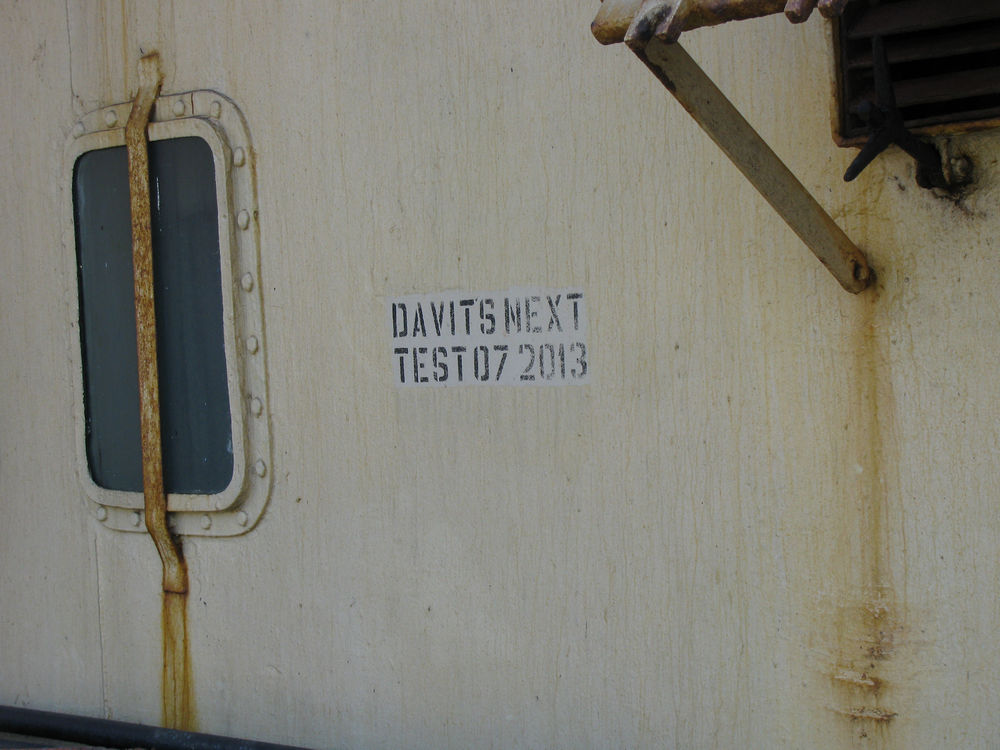 DAVITS NEXT
TEST 07 2013